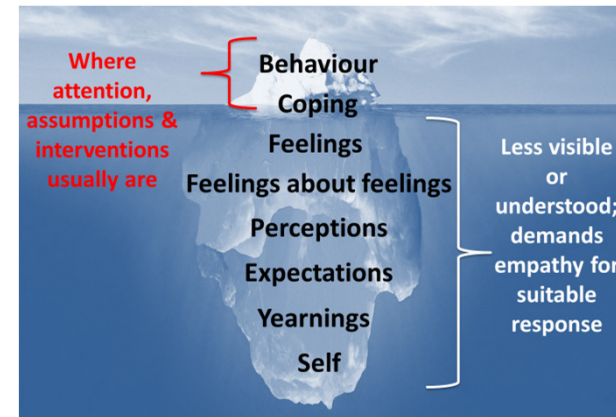 Where
attention,
assumptions &
interventions
usually are
Behaviour
Coping
Feelings
Feelings about feelings
Perceptions
Expectations
Yearnings
Self
Less visible
or
understood;
demands
empathy for
suitable
response